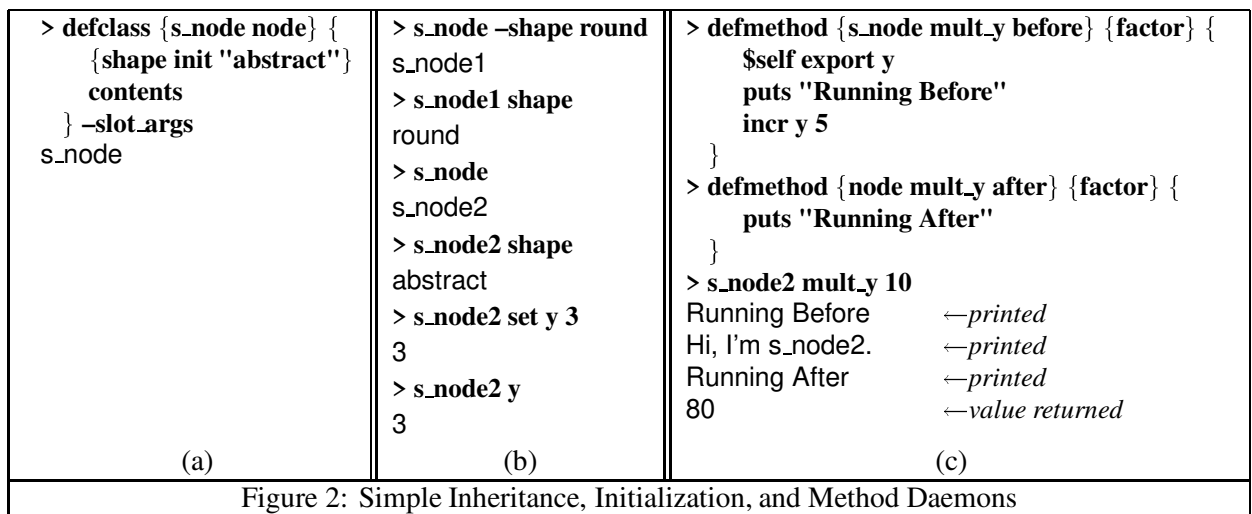 > defclass {s_node node} {
{shape init "abstract"}
contents
} –slot_args
s_node
(a)
> s_node –shape round
s_node1
> s_node1 shape
round
> s_node
s_node2
> s_node2 shape
abstract
> s_node2 set y 3
3
> s_node2 y
3
(b)
> defmethod {s_node mult_y before} {factor} {
$self export y
puts "Running Before"
incr y 5
}
> defmethod {node mult_y after} {factor} {
puts "Running After"
}
> s_node2 mult_y 10
Running Before ←printed
Hi, I'm s_node2. ←printed
Running After ←printed
80 ←value returned
(c)
Figure 2: Simple Inheritance, Initialization, and Method Daemons